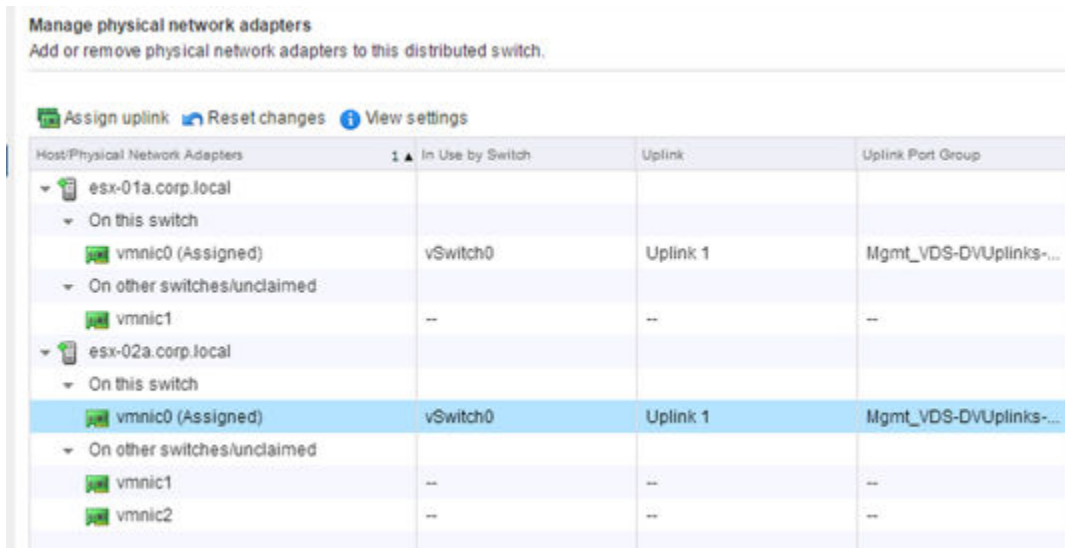 Manage physical network adapters
Add or remove physical network adapters to this distributed switch.
Assign uplink Reset changes View settings
Host/Physical Network Adapters 1 ▲ In Use by Switch Uplink Uplink Port Group
esx-01a.corp.local
On this switch
vmnic0 (Assigned) vSwitch0 Uplink 1 Mgmt_VDS-DVUplinks-...
On other switches/unclaimed
vmnic1 -- -- --
esx-02a.corp.local
On this switch
vmnic0 (Assigned) vSwitch0 Uplink 1 Mgmt_VDS-DVUplinks-...
On other switches/unclaimed
vmnic1 -- -- --
vmnic2 -- -- --